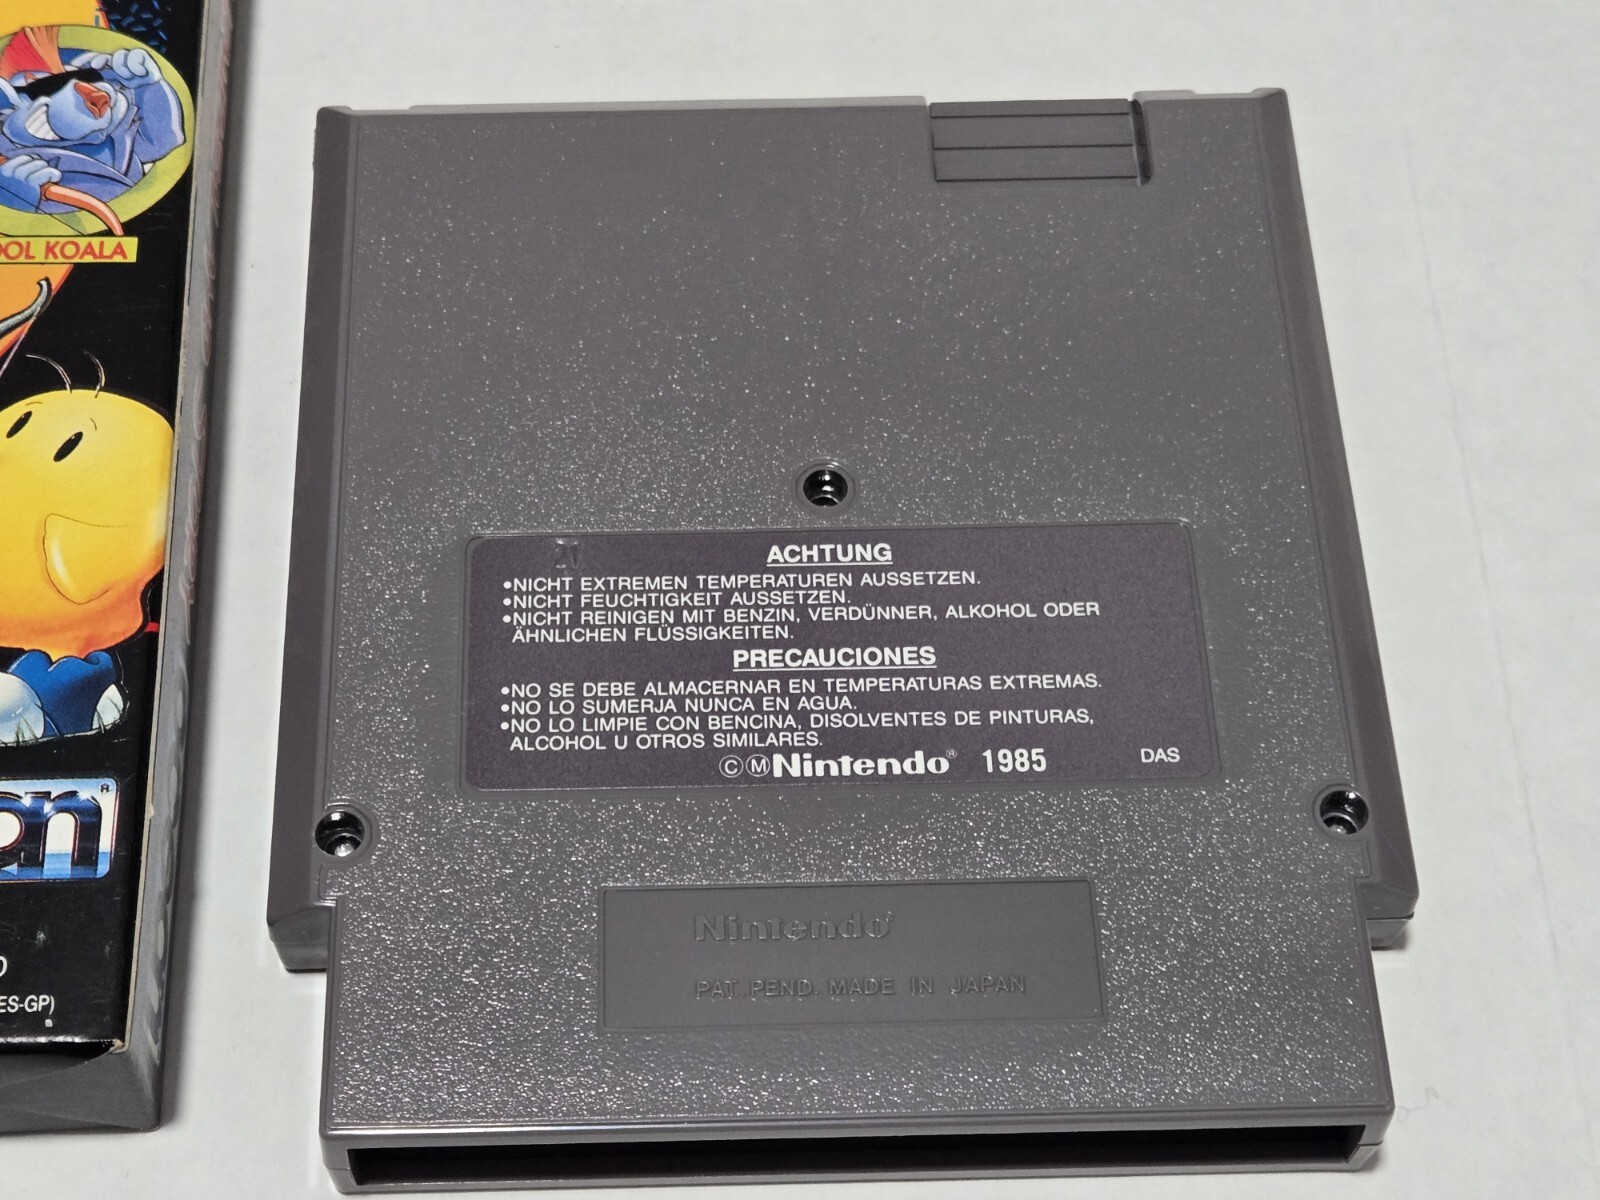 OOL KOALA
on®
ES-GP)
21
ACHTUNG
•NICHT EXTREMEN TEMPERATUREN AUSSETZEN.
•NICHT FEUCHTIGKEIT AUSSETZEN.
•NICHT REINIGEN MIT BENZIN, VERDÜNNER, ALKOHOL ODER
ÄHNLICHEN FLÜSSIGKEITEN.
PRECAUCIONES
•NO SE DEBE ALMACERNAR EN TEMPERATURAS EXTREMAS.
•NO LO SUMERJA NUNCA EN AGUA.
•NO LO LIMPIE CON BENCINA, DISOLVENTES DE PINTURAS,
ALCOHOL U OTROS SIMILARES.
ⒸⓂNintendo® 1985 DAS
Nintendo®
PAT. PEND. MADE IN JAPAN